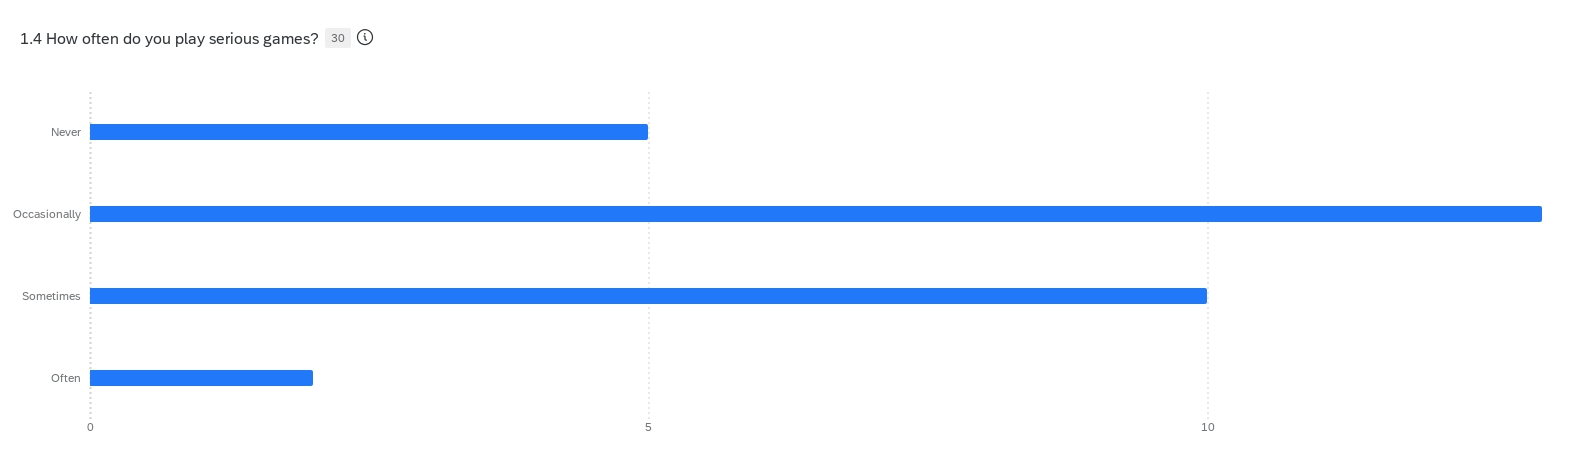 1.4 How often do you play serious games? 30
Never
Occasionally
Sometimes
Often
0 5 10